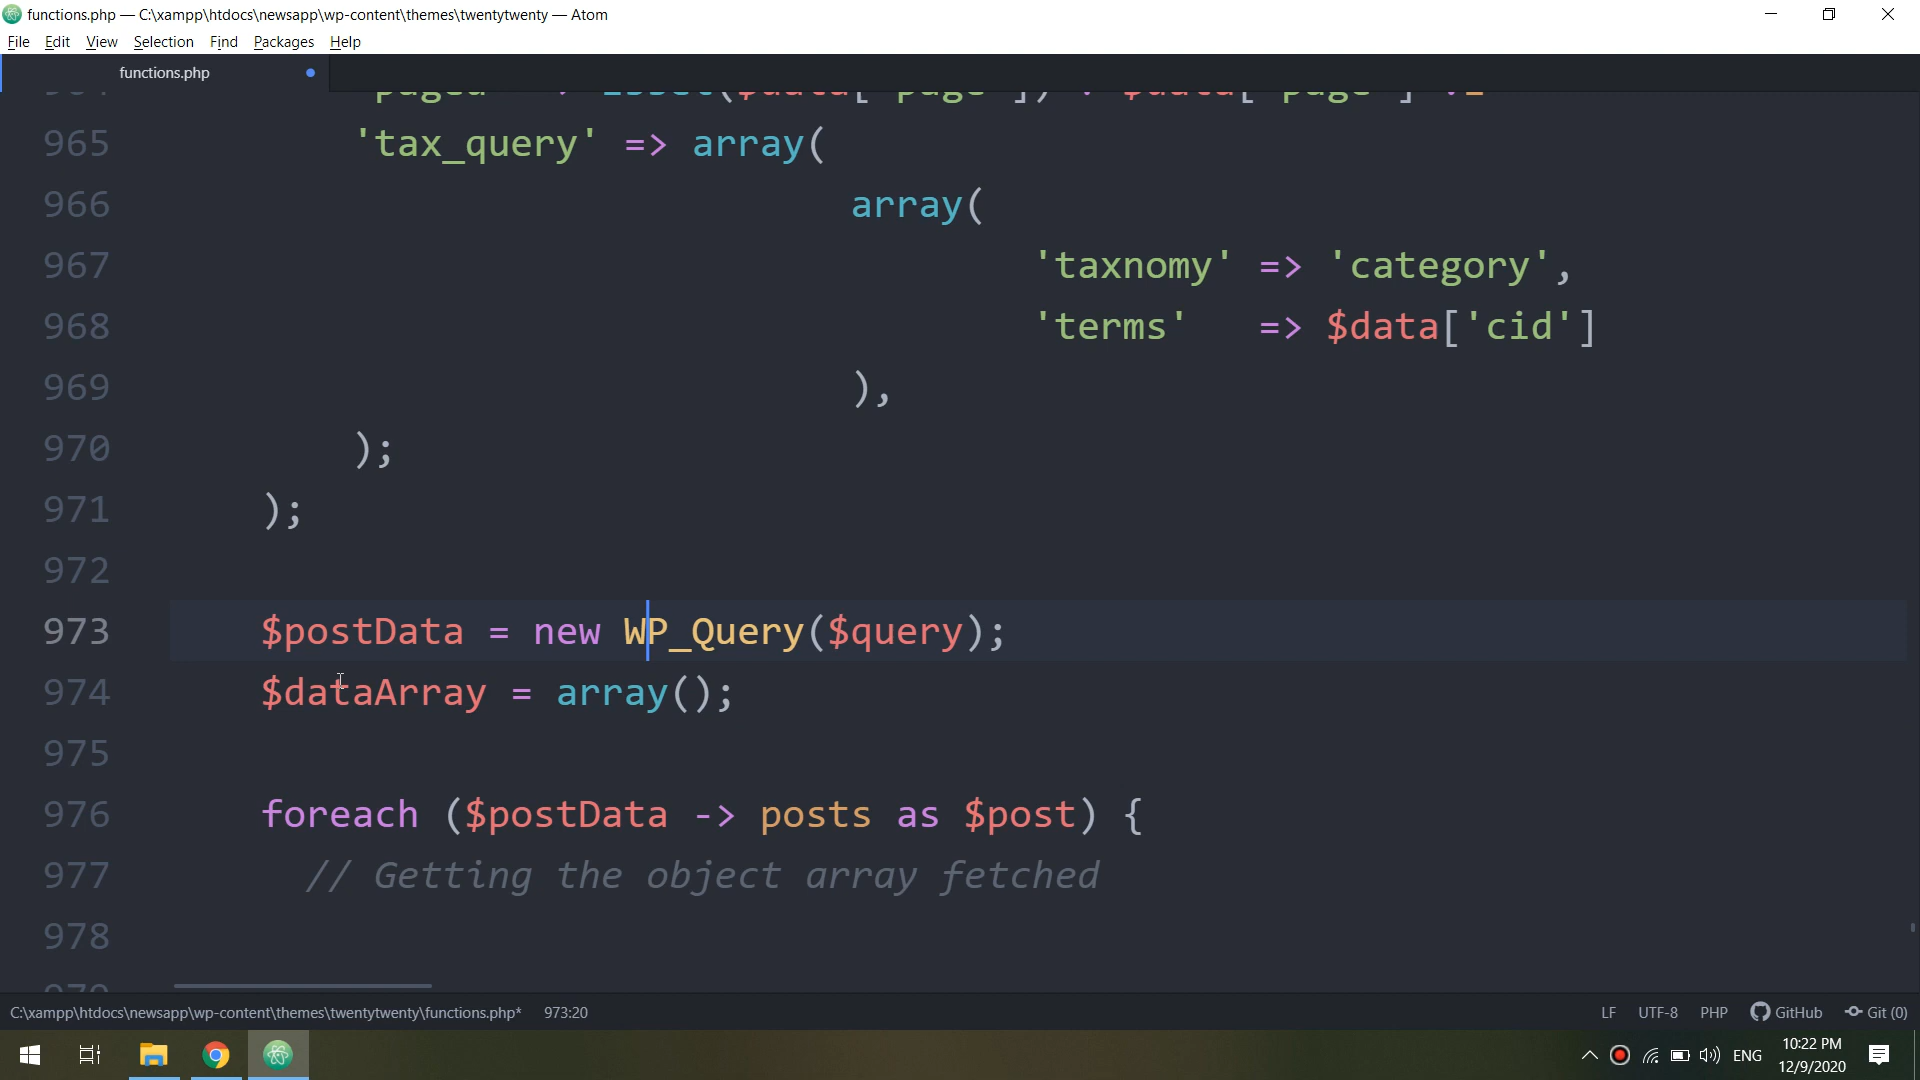 functions.php — C:\xampp\htdocs\newsapp\wp-content\themes\twentytwenty — Atom
File Edit View Selection Find Packages Help
functions.php
965 'tax_query' => array(
966 array(
967 'taxnomy' => 'category',
968 'terms' => $data['cid']
969 ),
970 );
971 );
972
973 $postData = new WP_Query($query);
974 $dataArray = array();
975
976 foreach ($postData -> posts as $post) {
977 // Getting the object array fetched
978
C:\xampp\htdocs\newsapp\wp-content\themes\twentytwenty\functions.php* 973:20 LF UTF-8 PHP GitHub Git (0)
ENG 10:22 PM
12/9/2020